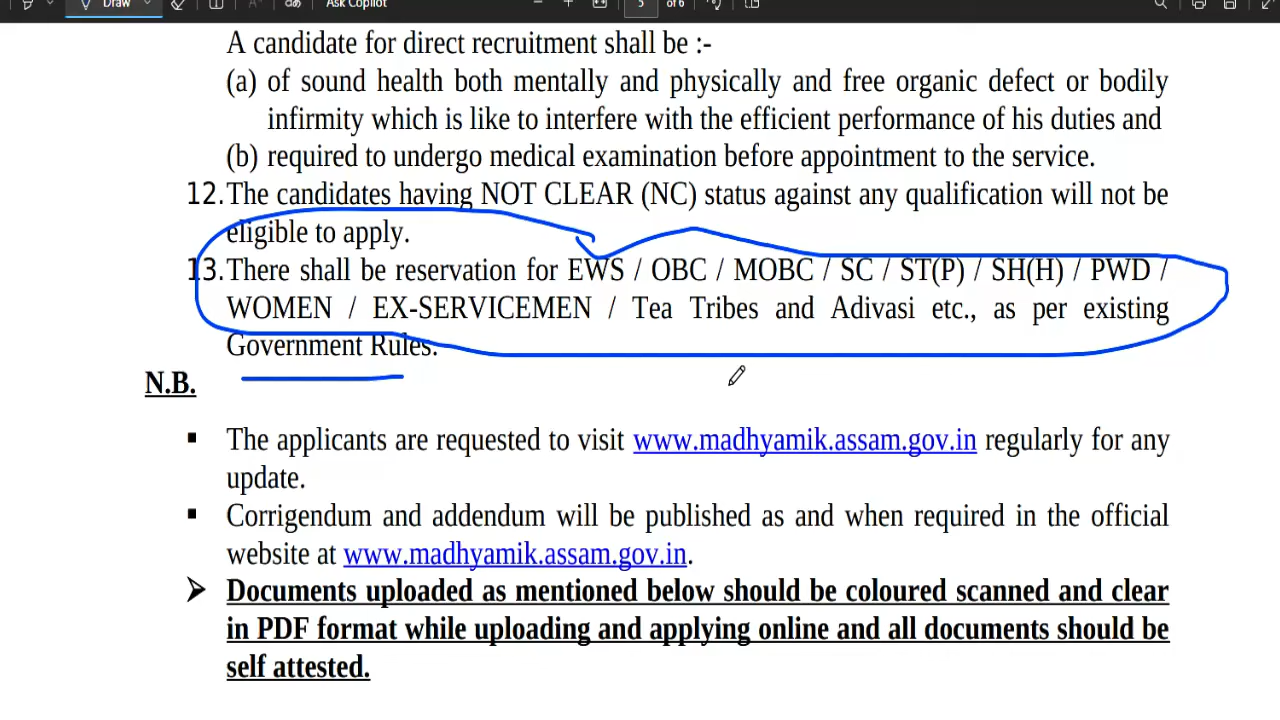 Draw
Ask Copilot
5 of 6
A candidate for direct recruitment shall be :-
(a) of sound health both mentally and physically and free organic defect or bodily
infirmity which is like to interfere with the efficient performance of his duties and
(b) required to undergo medical examination before appointment to the service.
12. The candidates having NOT CLEAR (NC) status against any qualification will not be
eligible to apply.
13. There shall be reservation for EWS / OBC / MOBC / SC / ST(P) / SH(H) / PWD /
WOMEN / EX-SERVICEMEN / Tea Tribes and Adivasi etc., as per existing
Government Rules.
N.B.
▪ The applicants are requested to visit www.madhyamik.assam.gov.in regularly for any
update.
▪ Corrigendum and addendum will be published as and when required in the official
website at www.madhyamik.assam.gov.in.
➢ Documents uploaded as mentioned below should be coloured scanned and clear
in PDF format while uploading and applying online and all documents should be
self attested.